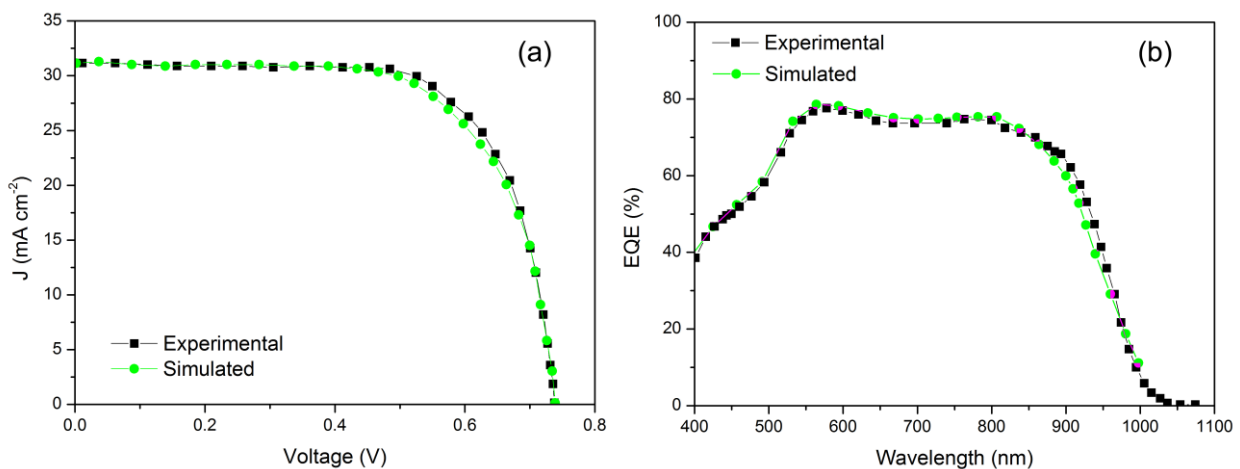 (a)
35
30
25
20
15
10
5
0
J (mA cm-2)
Experimental
Simulated
0.0 0.2 0.4 0.6 0.8
Voltage (V)
(b)
100
80
60
40
20
0
EQE (%)
Experimental
Simulated
400 500 600 700 800 900 1000 1100
Wavelength (nm)